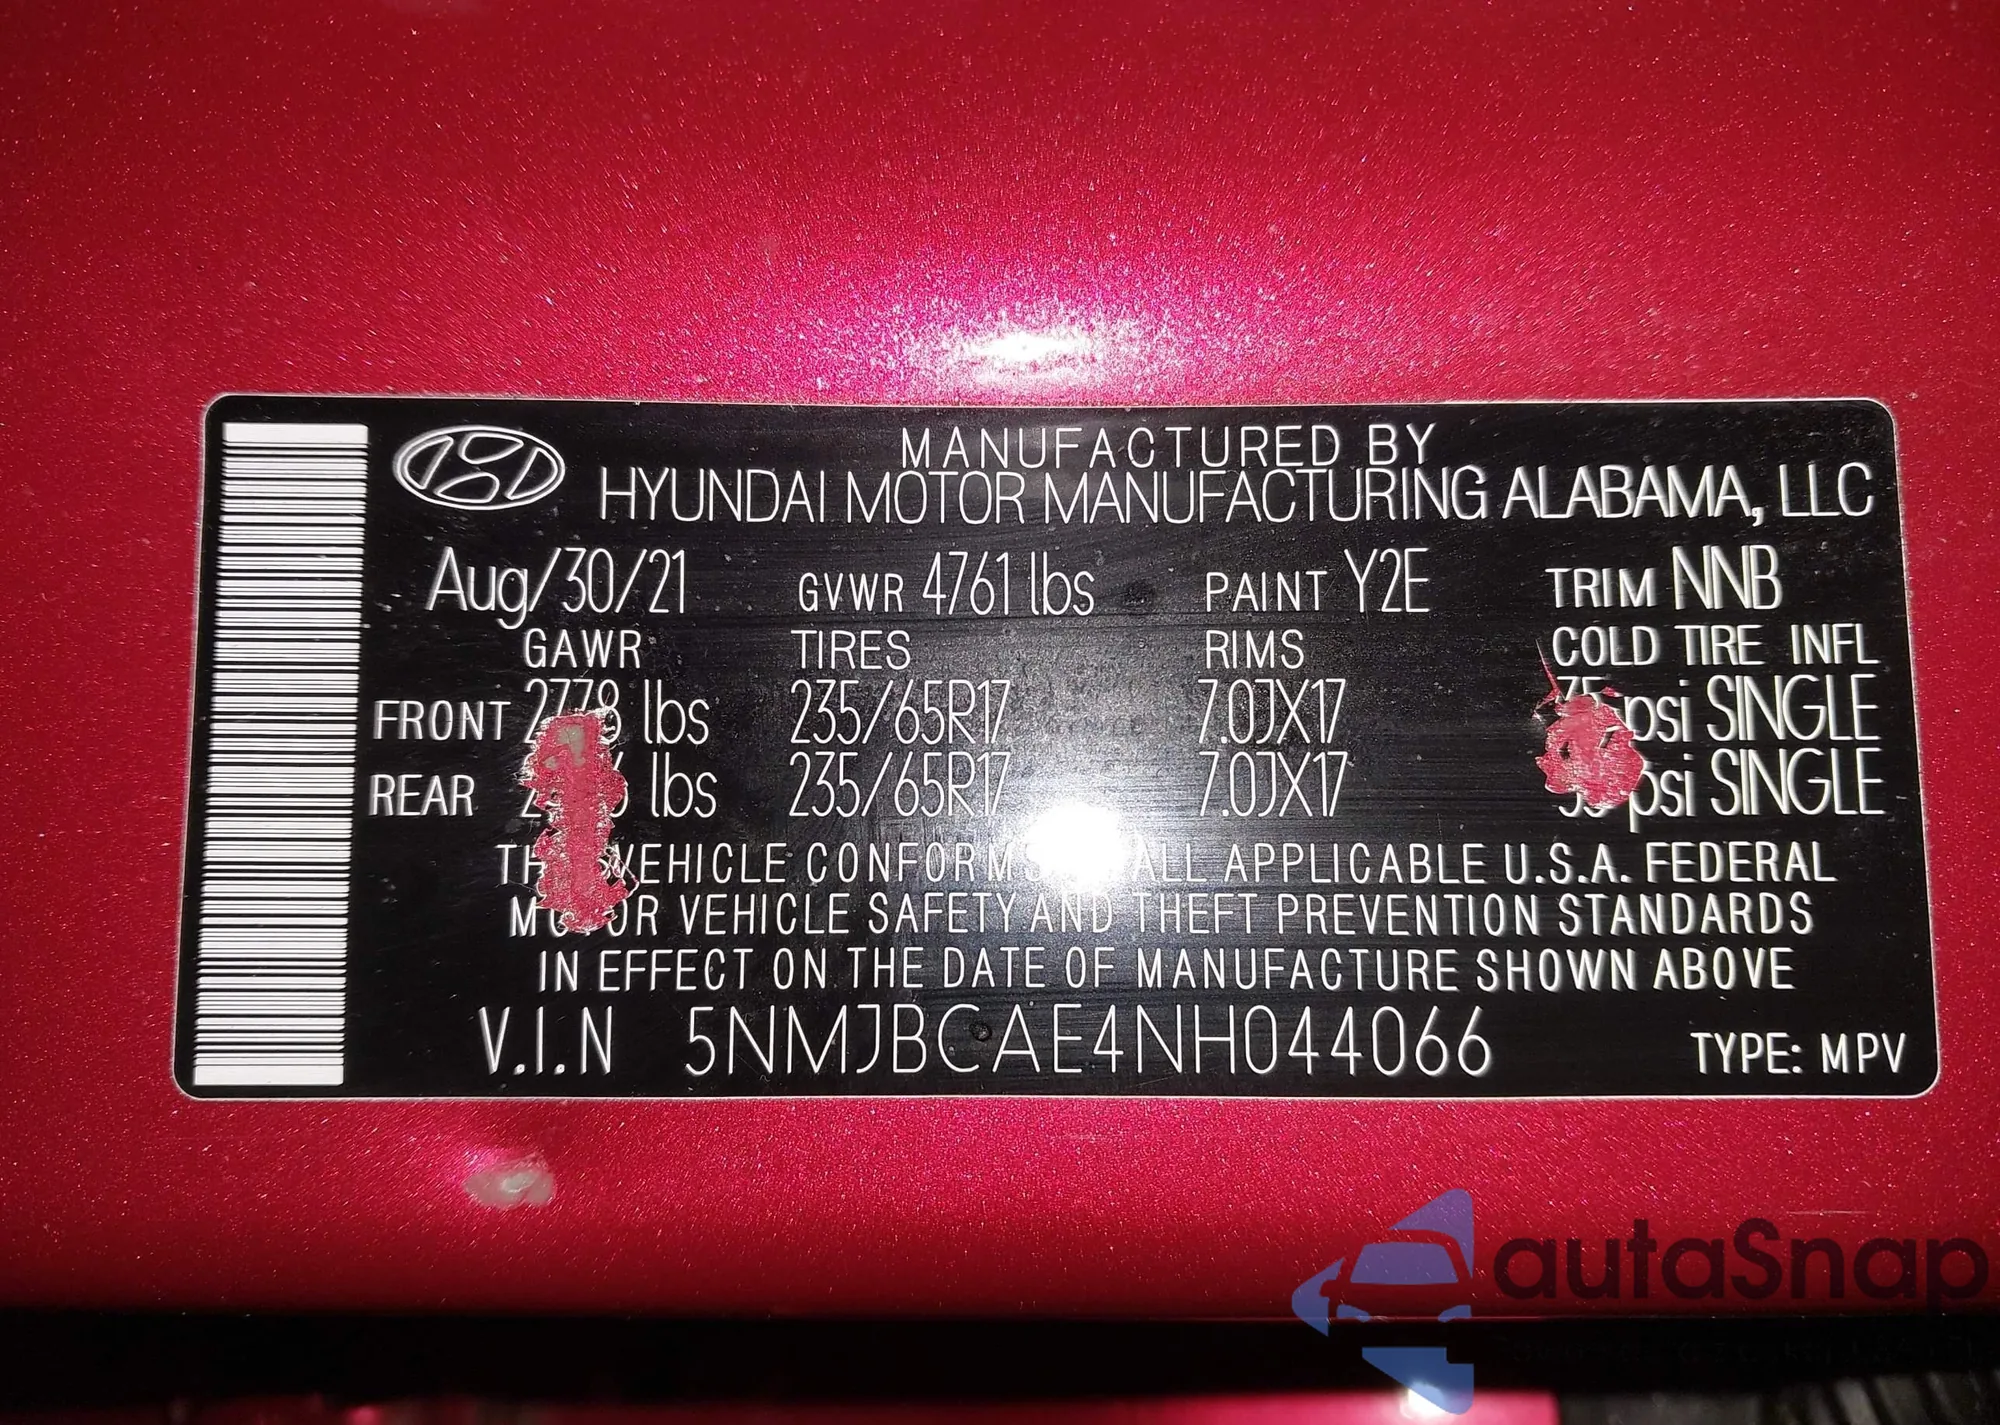 MANUFACTURED BY
HYUNDAI MOTOR MANUFACTURING ALABAMA, LLC
Aug/30/21 GVWR 4761 lbs PAINT Y2E TRIM NNB
GAWR TIRES RIMS COLD TIRE INFL
FRONT 2778 lbs 235/65R17 7.0JX17 psi SINGLE
REAR lbs 235/65R17 7.0JX17 psi SINGLE
VEHICLE CONFORMS ALL APPLICABLE U.S.A. FEDERAL
VEHICLE SAFETY AND THEFT PREVENTION STANDARDS
IN EFFECT ON THE DATE OF MANUFACTURE SHOWN ABOVE
V.I.N 5NMJBCAE4NH044066 TYPE: MPV
autaSnap